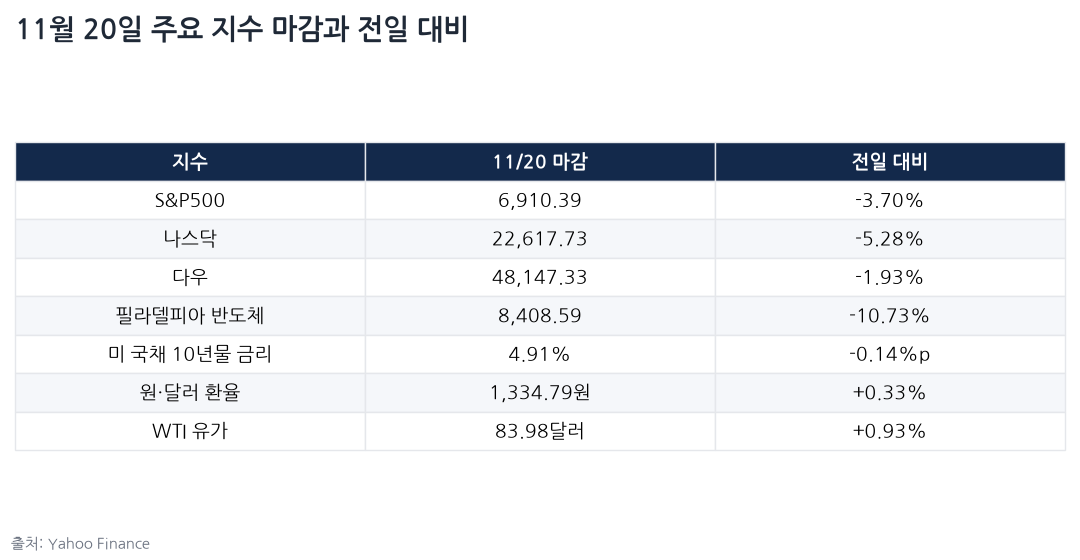 11월 20일 주요 지수 마감과 전일 대비
지수 11/20 마감 전일 대비
S&P500 6,910.39 -3.70%
나스닥 22,617.73 -5.28%
다우 48,147.33 -1.93%
필라델피아 반도체 8,408.59 -10.73%
미 국채 10년물 금리 4.91% -0.14%p
원·달러 환율 1,334.79원 +0.33%
WTI 유가 83.98달러 +0.93%
출처: Yahoo Finance